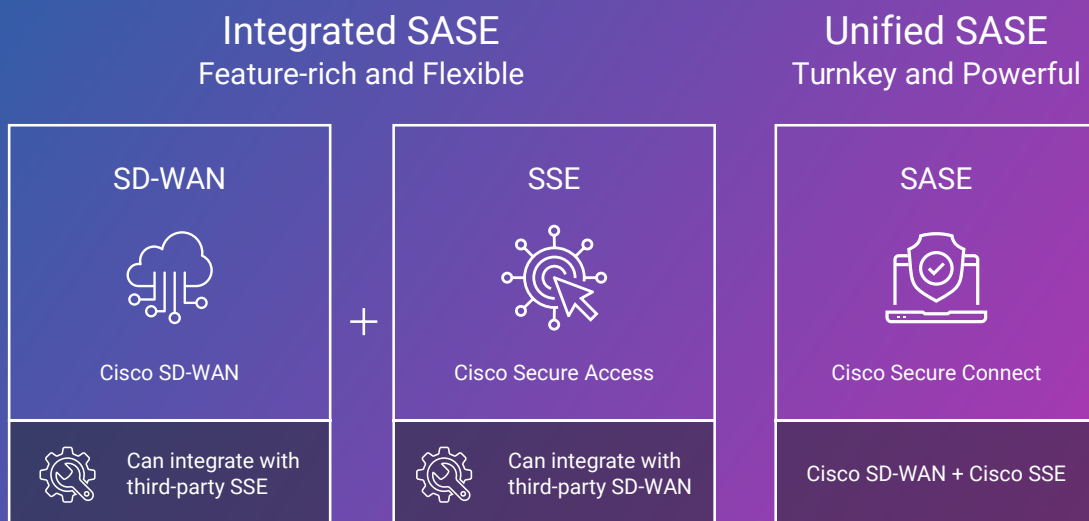 Integrated SASE
Feature-rich and Flexible
Unified SASE
Turnkey and Powerful
SD-WAN
Cisco SD-WAN
Can integrate with
third-party SSE
+
SSE
Cisco Secure Access
Can integrate with
third-party SD-WAN
SASE
Cisco Secure Connect
Cisco SD-WAN + Cisco SSE